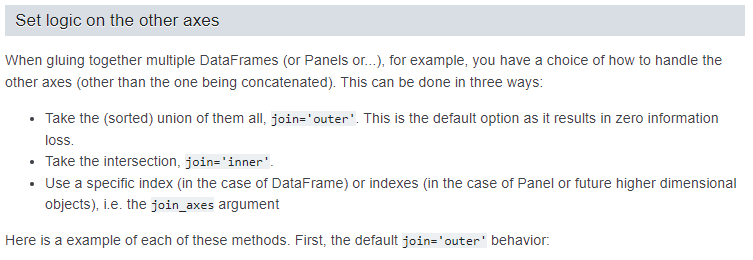 Set logic on the other axes
When gluing together multiple DataFrames (or Panels or...), for example, you have a choice of how to handle the
other axes (other than the one being concatenated). This can be done in three ways:
• Take the (sorted) union of them all, join='outer'. This is the default option as it results in zero information
loss.
• Take the intersection, join='inner'.
• Use a specific index (in the case of DataFrame) or indexes (in the case of Panel or future higher dimensional
objects), i.e. the join_axes argument
Here is a example of each of these methods. First, the default join='outer' behavior: